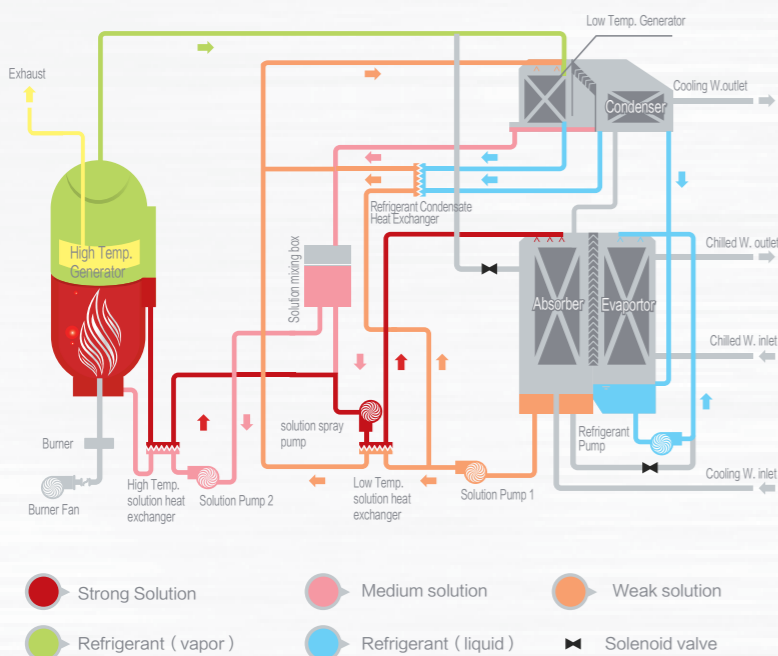 Low Temp. Generator
Exhaust
Cooling W.outlet
Condenser
Refrigerant Condensate
Heat Exchanger
High Temp.
Generator
Solution mixing box
Chilled W. outlet
Absorber
Evaportor
Chilled W. inlet
solution spray
pump
Refrigerant
Pump
Burner
Cooling W. inlet
High Temp.
solution heat
exchanger
Solution Pump 2
Low Temp.
solution heat
exchanger
Solution Pump 1
Burner Fan
Strong Solution
Medium solution
Weak solution
Refrigerant ( vapor )
Refrigerant ( liquid )
Solenoid valve